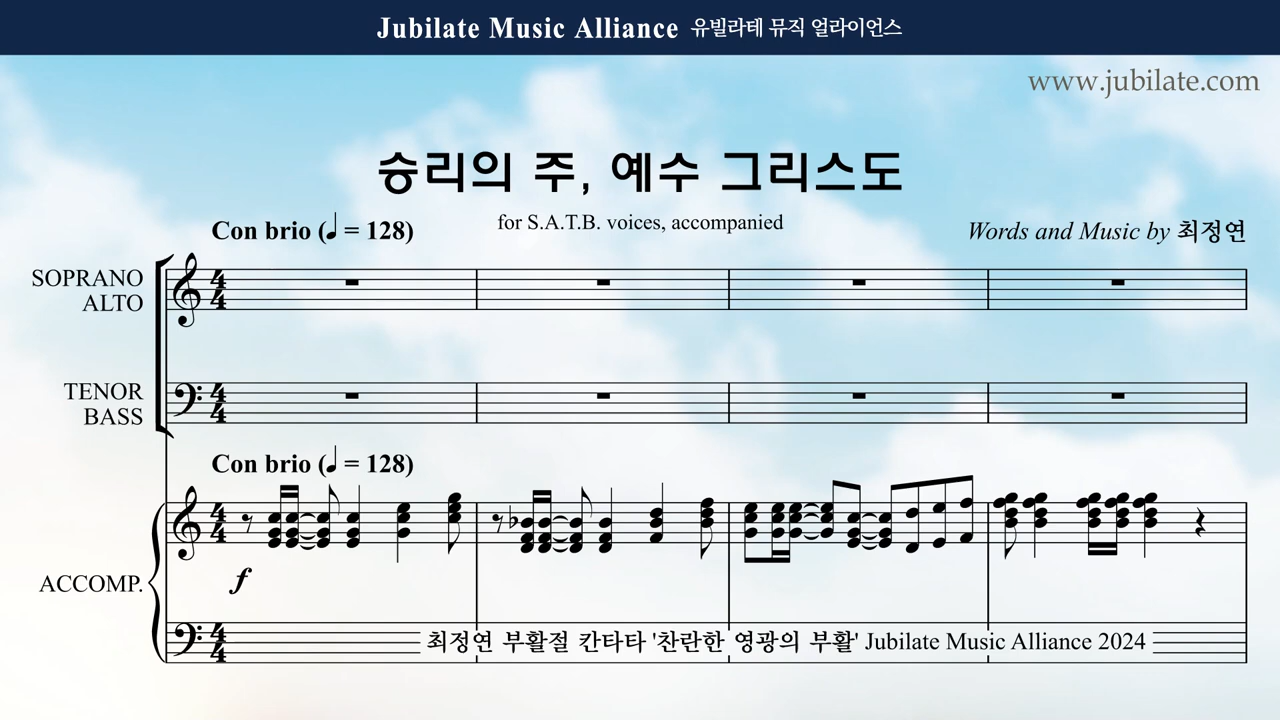 Jubilate Music Alliance 유빌라테 뮤직 얼라이언스
www.jubilate.com
승리의 주, 예수 그리스도
for S.A.T.B. voices, accompanied
Con brio (♩ = 128)
Words and Music by 최정연
SOPRANO
ALTO
TENOR
BASS
Con brio (♩ = 128)
f
ACCOMP.
최정연 부활절 칸타타 '찬란한 영광의 부활' Jubilate Music Alliance 2024